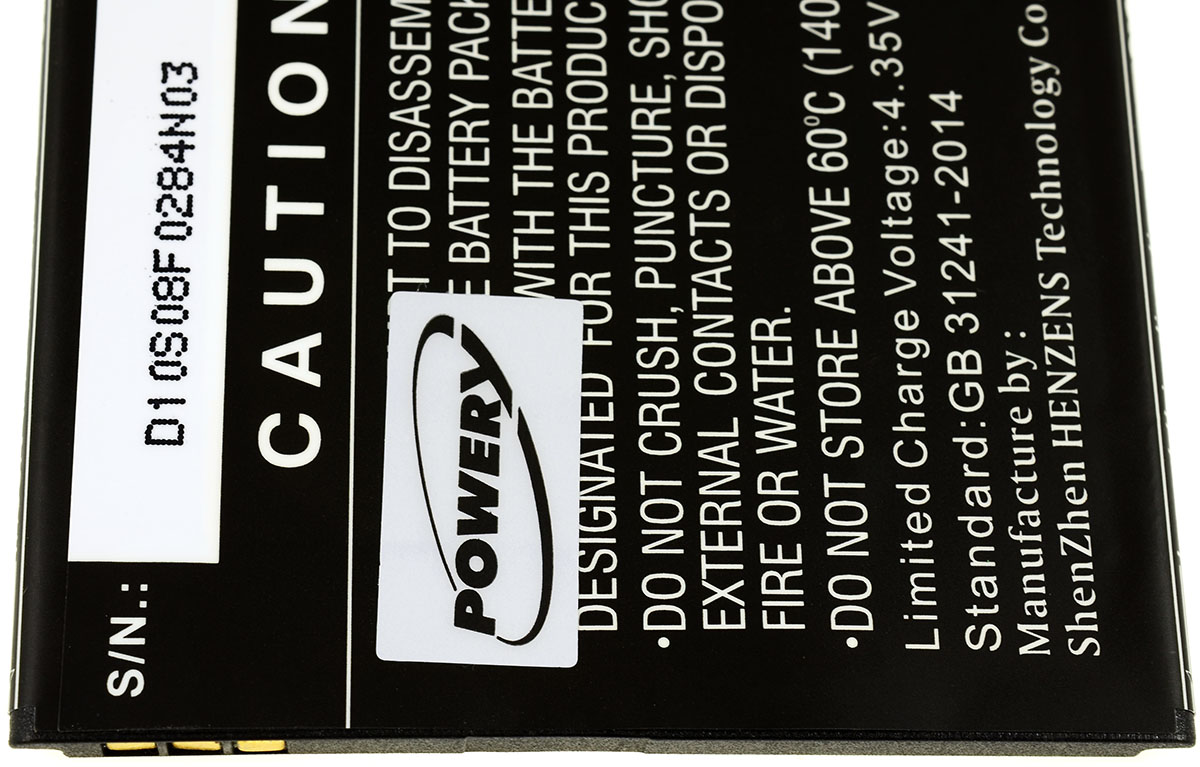 S/N.:
D10S08F0284N03
CAUTION
T TO DISASSEM
BATTERY PACK
WITH THE BATTE
DESIGNATED FOR THIS PRODUC
•DO NOT CRUSH, PUNCTURE, SH
EXTERNAL CONTACTS OR DISPO
FIRE OR WATER.
•DO NOT STORE ABOVE 60°C (140
Limited Charge Voltage:4.35V
Standard:GB 31241-2014
Manufacture by :
ShenZhen HENZENS Technology Co
POWERY